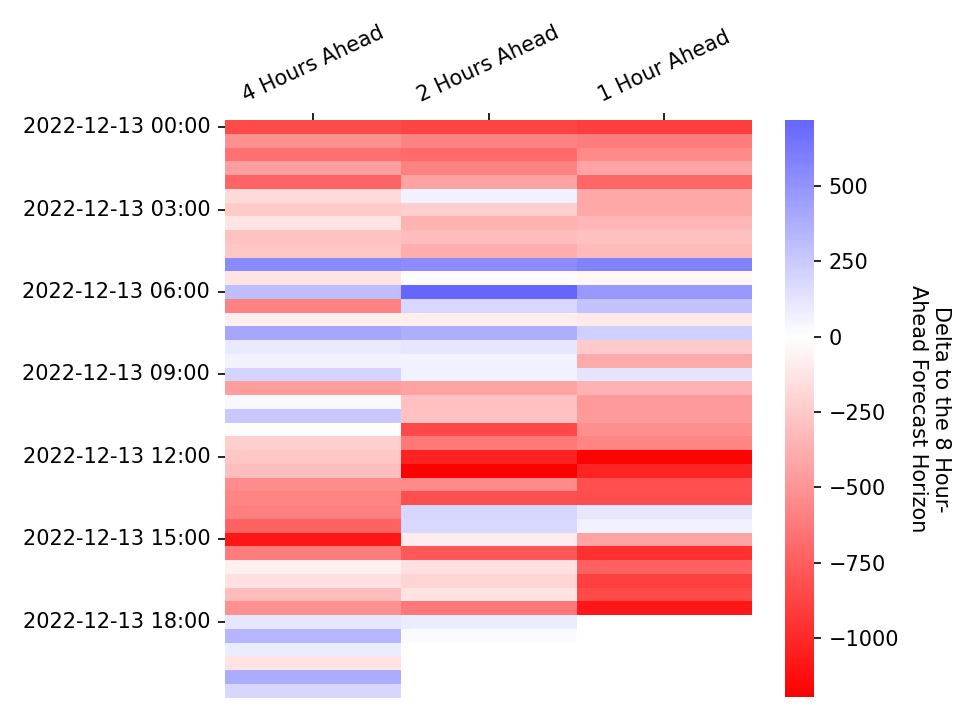 4 Hours Ahead
2 Hours Ahead
1 Hour Ahead
2022-12-13 00:00
2022-12-13 03:00
2022-12-13 06:00
2022-12-13 09:00
2022-12-13 12:00
2022-12-13 15:00
2022-12-13 18:00
500
250
0
−250
−500
−750
−1000
Delta to the 8 Hour-
Ahead Forecast Horizon